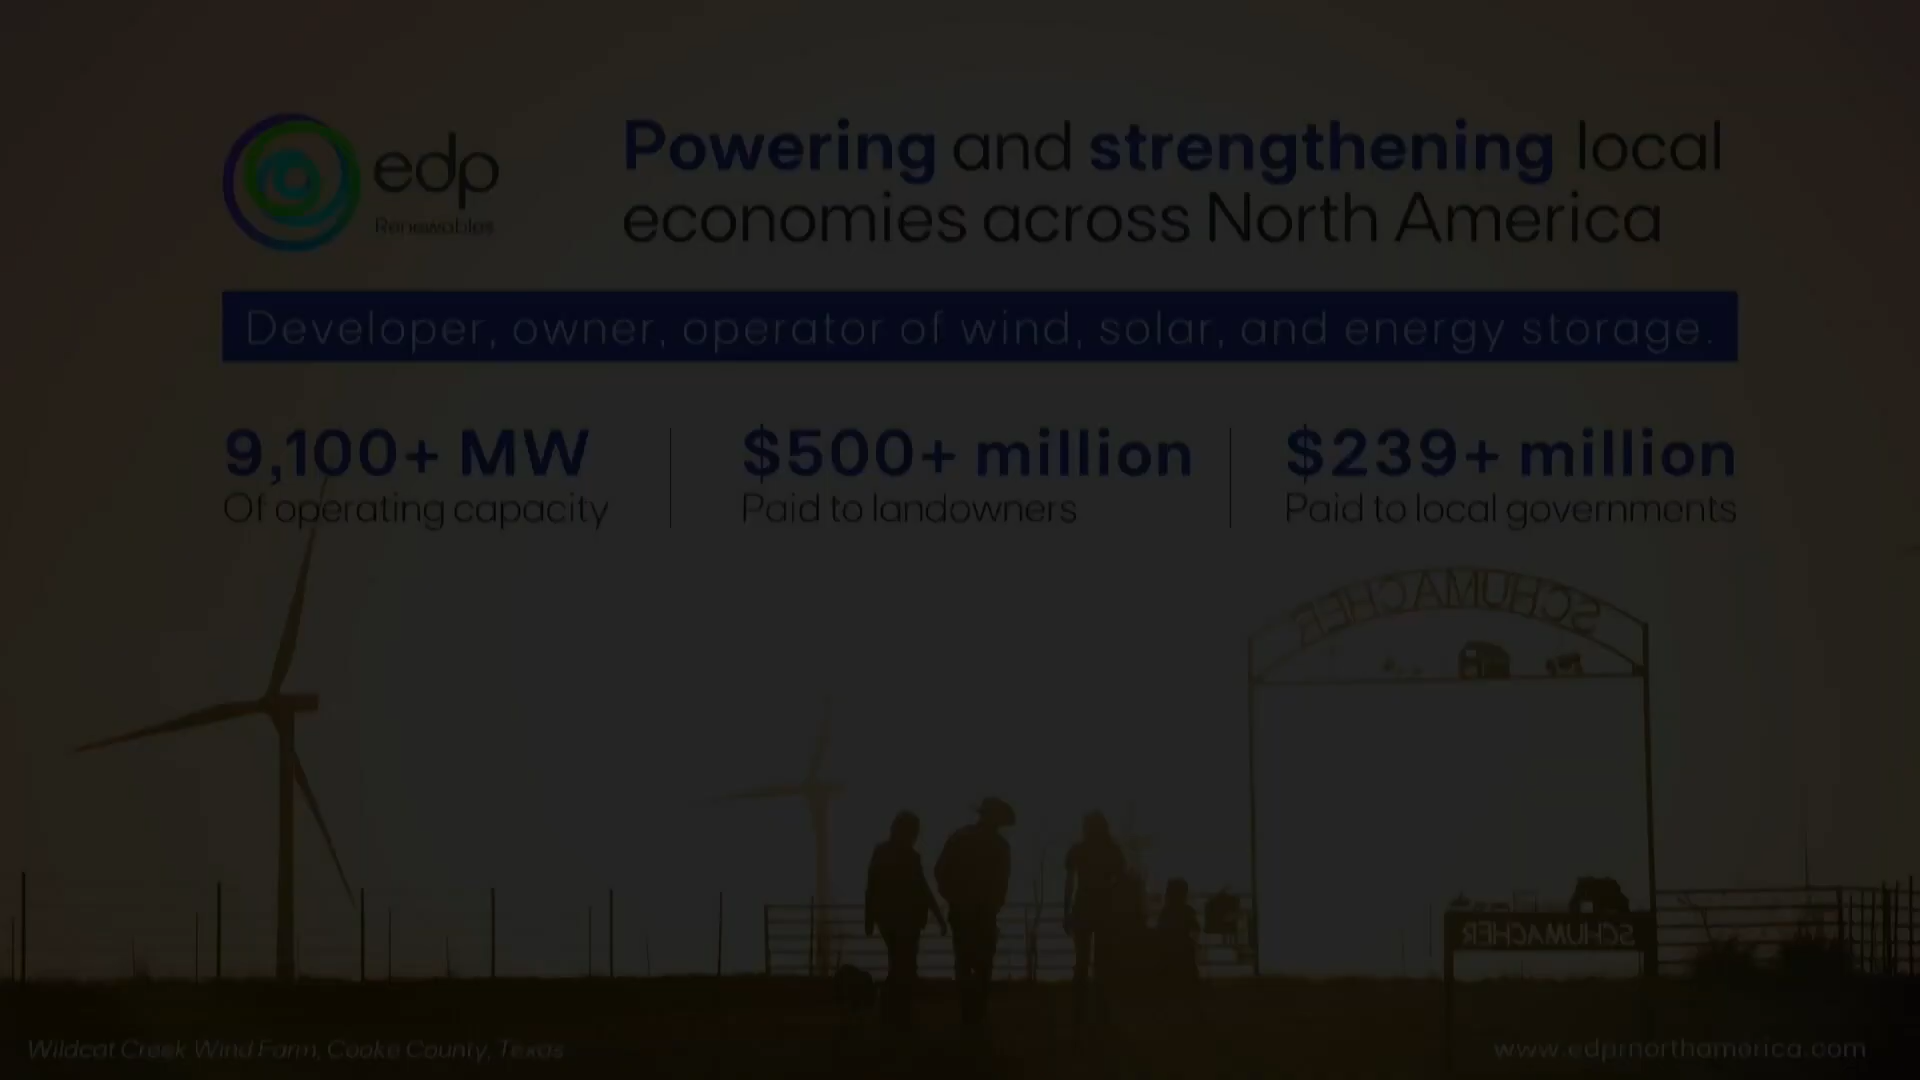 edp
Renewables
Powering and strengthening local
economies across North America
Developer, owner, operator of wind, solar, and energy storage.
9,100+ MW
Of operating capacity
$500+ million
Paid to landowners
$239+ million
Paid to local governments
SCHUMACHER
SCHUMACHER
Wildcat Creek Wind Farm, Cooke County, Texas
www.edprnorthamerica.com